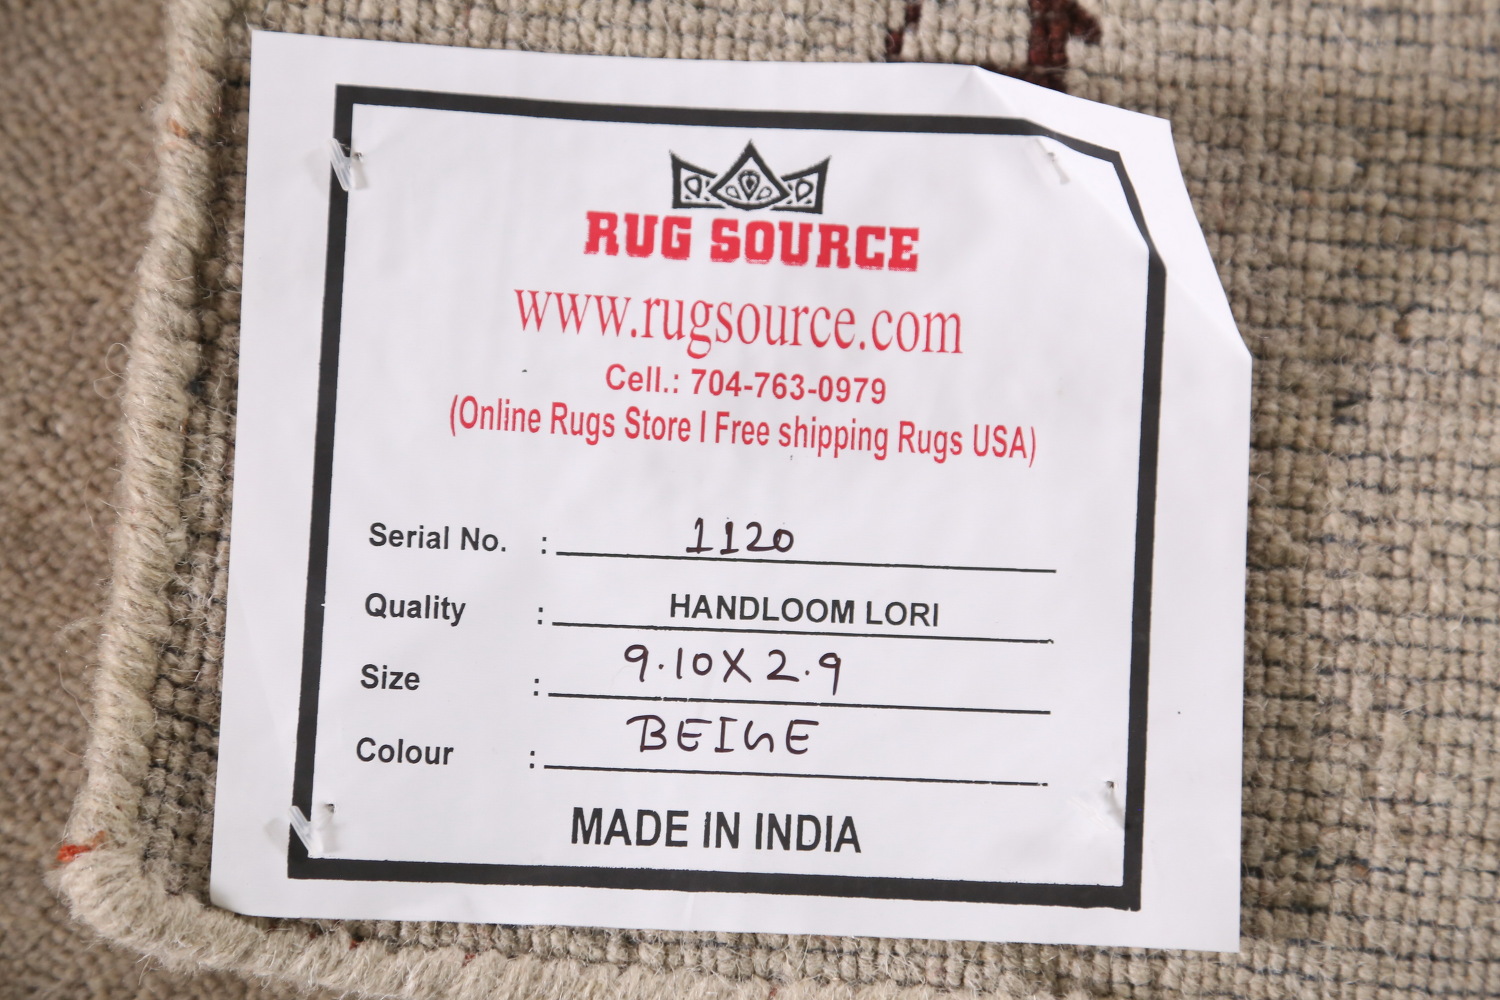 RUG SOURCE
www.rugsource.com
Cell.: 704-763-0979
(Online Rugs Store I Free shipping Rugs USA)
Serial No. : 1120
Quality : HANDLOOM LORI
Size : 9.10X2.9
Colour : BEIGE
MADE IN INDIA